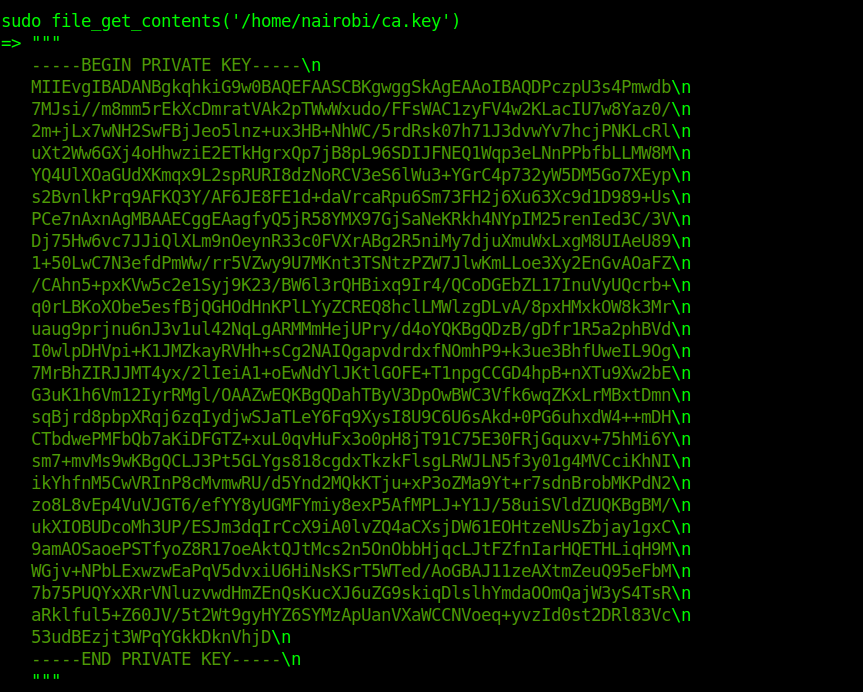 sudo file_get_contents('/home/nairobi/ca.key')
=> """
-----BEGIN PRIVATE KEY-----\n
MIIEvgIBADANBgkqhkiG9w0BAQEFAASCBKgwggSkAgEAAoIBAQDPczpU3s4Pmwdb\n
7MJsi//m8mm5rEkXcDmratVAk2pTWwWxudo/FFsWAC1zyFV4w2KLacIU7w8Yaz0/\n
2m+jLx7wNH2SwFBjJeo5lnz+ux3HB+NhWC/5rdRsk07h71J3dvwYv7hcjPNKLcRl\n
uXt2Ww6GXj4oHhwziE2ETkHgrxQp7jB8pL96SDIJFNEQ1Wqp3eLNnPPbfbLLMW8M\n
YQ4UlXOaGUdXKmqx9L2spRURI8dzNoRCV3eS6lWu3+YGrC4p732yW5DM5Go7XEyp\n
s2BvnlkPrq9AFKQ3Y/AF6JE8FE1d+daVrcaRpu6Sm73FH2j6Xu63Xc9d1D989+Us\n
PCe7nAxnAgMBAAECggEAagfyQ5jR58YMX97GjSaNeKRkh4NYpIM25renIed3C/3V\n
Dj75Hw6vc7JJiQlXLm9nOeynR33c0FVXrABg2R5niMy7djuXmuWxLxgM8UIAeU89\n
1+50LwC7N3efdPmWw/rr5VZwy9U7MKnt3TSNtzPZW7JlwKmLLoe3Xy2EnGvAOaFZ\n
/CAhn5+pxKVw5c2e1Syj9K23/BW6l3rQHBixq9Ir4/QCoDGEbZL17InuVyUQcrb+\n
q0rLBKoXObe5esfBjQGHOdHnKPlLYyZCREQ8hclLMWlzgDLvA/8pxHMxkOW8k3Mr\n
uaug9prjnu6nJ3v1ul42NqLgARMMmHejUPry/d4oYQKBgQDzB/gDfr1R5a2phBVd\n
I0wlpDHVpi+K1JMZkayRVHh+sCg2NAIQgapvdrdxfNOmhP9+k3ue3BhfUweIL9Og\n
7MrBhZIRJJMT4yx/2lIeiA1+oEwNdYlJKtlGOFE+T1npgCCGD4hpB+nXTu9Xw2bE\n
G3uK1h6Vm12IyrRMgl/OAAZwEQKBgQDahTByV3DpOwBWC3Vfk6wqZKxLrMBxtDmn\n
sqBjrd8pbpXRqj6zqIydjwSJaTLeY6Fq9XysI8U9C6U6sAkd+0PG6uhxdW4++mDH\n
CTbdwePMFbQb7aKiDFGTZ+xuL0qvHuFx3o0pH8jT91C75E30FRjGquxv+75hMi6Y\n
sm7+mvMs9wKBgQCLJ3Pt5GLYgs818cgdxTkzkFlsgLRWJLN5f3y01g4MVCciKhNI\n
ikYhfnM5CwVRInP8cMvmwRU/d5Ynd2MQkKTju+xP3oZMa9Yt+r7sdnBrobMKPdN2\n
zo8L8vEp4VuVJGT6/efYY8yUGMFYmiy8exP5AfMPLJ+Y1J/58uiSVldZUQKBgBM/\n
ukXIOBUDcoMh3UP/ESJm3dqIrCcX9iA0lvZQ4aCXsjDW61EOHtzeNUsZbjay1gxC\n
9amAOSaoePSTfyoZ8R17oeAktQJtMcs2n5OnObbHjqcLJtFZfnIarHQETHLiqH9M\n
WGjv+NPbLExwzwEaPqV5dvxiU6HiNsKSrT5WTed/AoGBAJ11zeAXtmZeuQ95eFbM\n
7b75PUQYxXRrVNluzvwdHmZEnQsKucXJ6uZG9skiqDlslhYmdaOOmQajW3yS4TsR\n
aRklful5+Z60JV/5t2Wt9gyHYZ6SYMzApUanVXaWCCNVoeq+yvzId0st2DRl83Vc\n
53udBEzjt3WPqYGkkDknVhjD\n
-----END PRIVATE KEY-----\n
"""